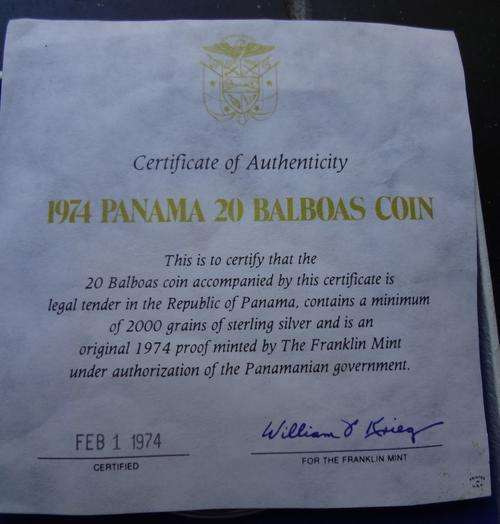 Certificate of Authenticity
1974 PANAMA 20 BALBOAS COIN
This is to certify that the
20 Balboas coin accompanied by this certificate is
legal tender in the Republic of Panama, contains a minimum
of 2000 grains of sterling silver and is an
original 1974 proof minted by The Franklin Mint
under authorization of the Panamanian government.
FEB 1 1974
CERTIFIED
William F Krieg
FOR THE FRANKLIN MINT